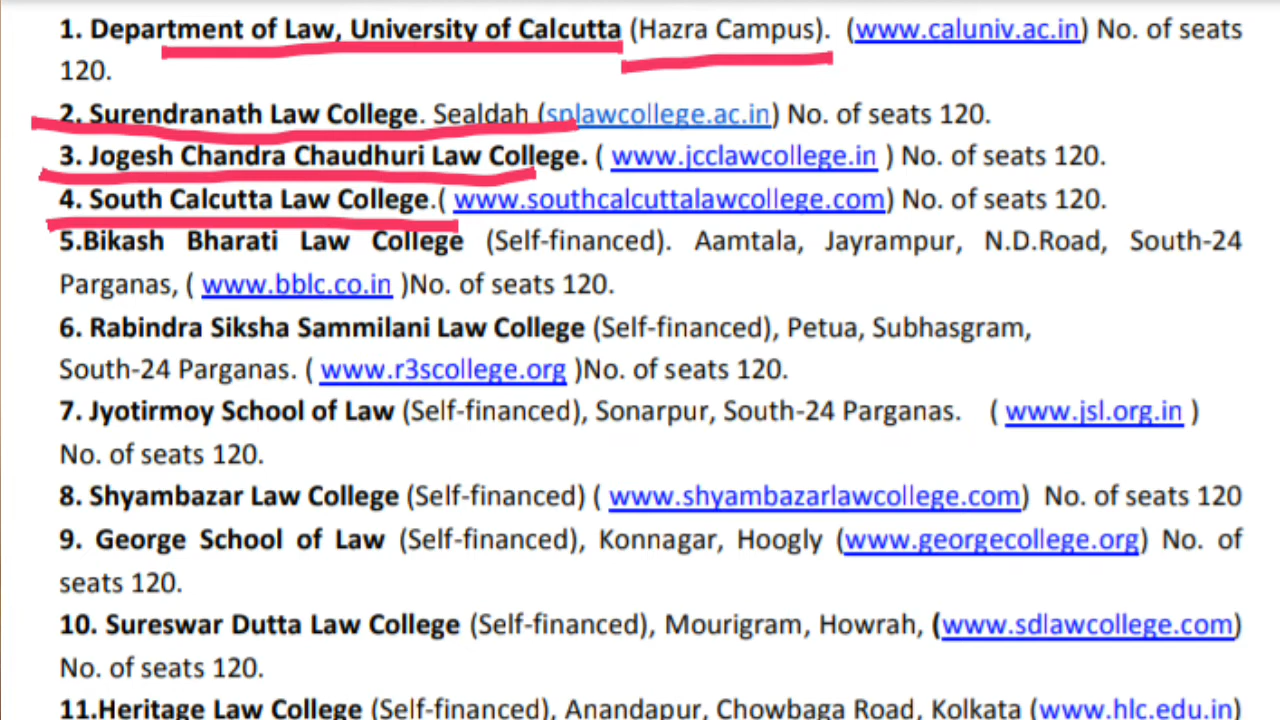 1. Department of Law, University of Calcutta (Hazra Campus). (www.caluniv.ac.in) No. of seats
120.
2. Surendranath Law College. Sealdah (snlawcollege.ac.in) No. of seats 120.
3. Jogesh Chandra Chaudhuri Law College. ( www.jcclawcollege.in ) No. of seats 120.
4. South Calcutta Law College.( www.southcalcuttalawcollege.com) No. of seats 120.
5.Bikash Bharati Law College (Self-financed). Aamtala, Jayrampur, N.D.Road, South-24
Parganas, ( www.bblc.co.in )No. of seats 120.
6. Rabindra Siksha Sammilani Law College (Self-financed), Petua, Subhasgram,
South-24 Parganas. ( www.r3scollege.org )No. of seats 120.
7. Jyotirmoy School of Law (Self-financed), Sonarpur, South-24 Parganas. ( www.jsl.org.in )
No. of seats 120.
8. Shyambazar Law College (Self-financed) ( www.shyambazarlawcollege.com) No. of seats 120
9. George School of Law (Self-financed), Konnagar, Hoogly (www.georgecollege.org) No. of
seats 120.
10. Sureswar Dutta Law College (Self-financed), Mourigram, Howrah, (www.sdlawcollege.com)
No. of seats 120.
11.Heritage Law College (Self-financed), Anandapur, Chowbaga Road, Kolkata (www.hlc.edu.in)